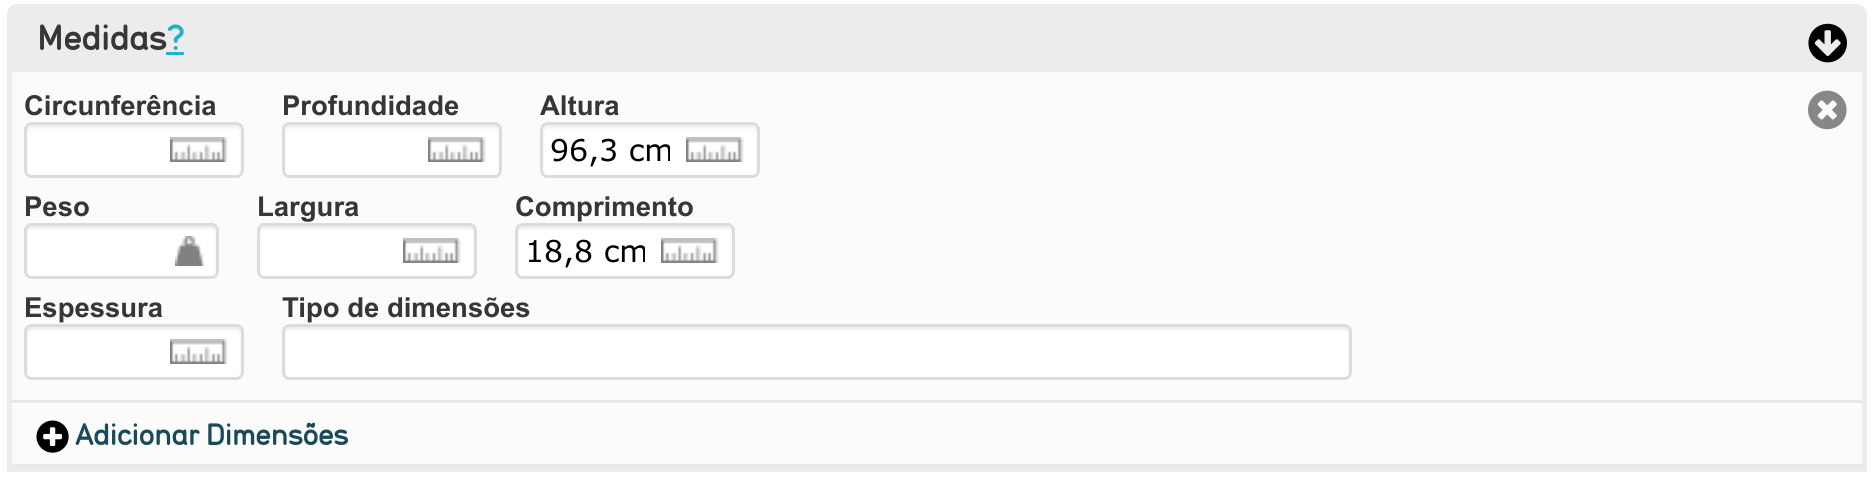 Medidas?
Circunferência Profundidade Altura
96,3 cm
Peso Largura Comprimento
18,8 cm
Espessura Tipo de dimensões
Adicionar Dimensões